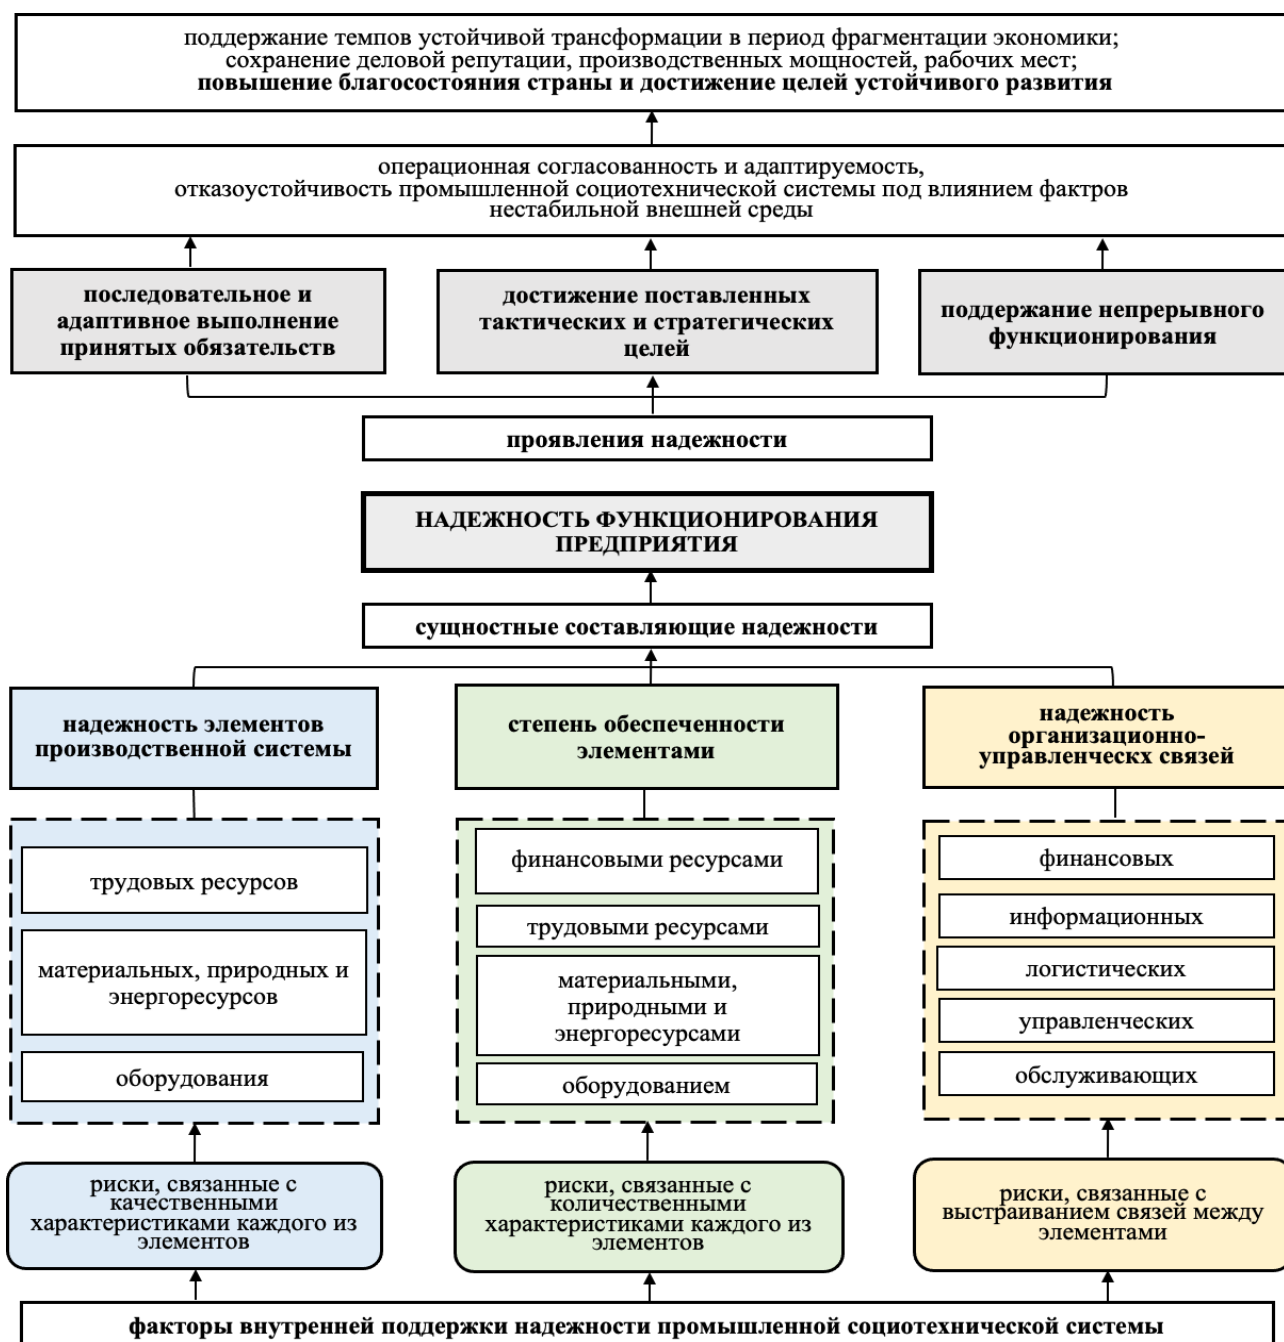 поддержание темпов устойчивой трансформации в период фрагментации экономики;
сохранение деловой репутации, производственных мощностей, рабочих мест;
повышение благосостояния страны и достижение целей устойчивого развития
операционная согласованность и адаптируемость,
отказоустойчивость промышленной социотехнической системы под влиянием фактров
нестабильной внешней среды
последовательное и
адаптивное выполнение
принятых обязательств
достижение поставленных
тактических и стратегических
целей
поддержание непрерывного
функционирования
проявления надежности
НАДЕЖНОСТЬ ФУНКЦИОНИРОВАНИЯ
ПРЕДПРИЯТИЯ
сущностные составляющие надежности
надежность элементов
производственной системы
степень обеспеченности
элементами
надежность
организационно-
управленческх связей
трудовых ресурсов
материальных, природных и
энергоресурсов
оборудования
финансовыми ресурсами
трудовыми ресурсами
материальными,
природными и
энергоресурсами
оборудованием
финансовых
информационных
логистических
управленческих
обслуживающих
риски, связанные с
качественными
характеристиками каждого из
элементов
риски, связанные с
количественными
характеристиками каждого из
элементов
риски, связанные с
выстраиванием связей между
элементами
факторы внутренней поддержки надежности промышленной социотехнической системы